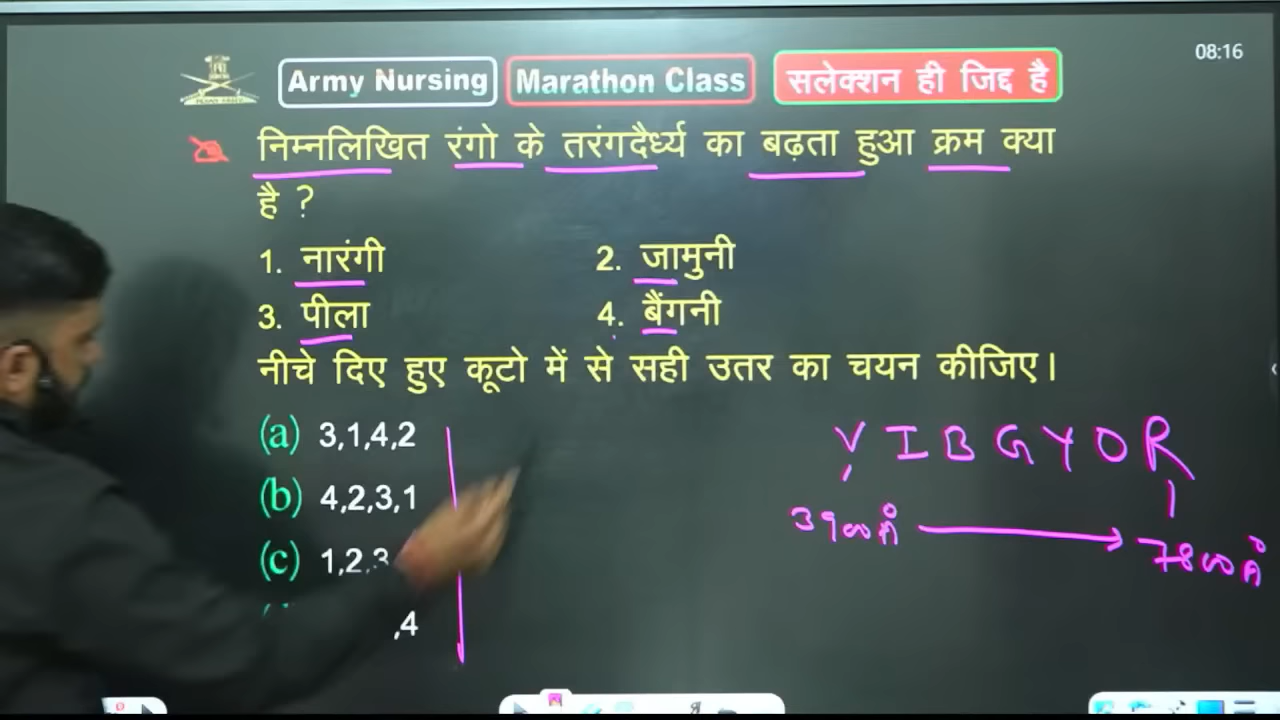 08:16
Army Nursing Marathon Class सलेक्शन ही जिद्द है
निम्नलिखित रंगो के तरंगदैर्ध्य का बढ़ता हुआ क्रम क्या
है ?
1. नारंगी 2. जामुनी
3. पीला 4. बैंगनी
नीचे दिए हुए कूटो में से सही उतर का चयन कीजिए।
(a) 3,1,4,2
(b) 4,2,3,1
(c) 1,2,3
,4
V I B G Y O R
3900Å 7800Å